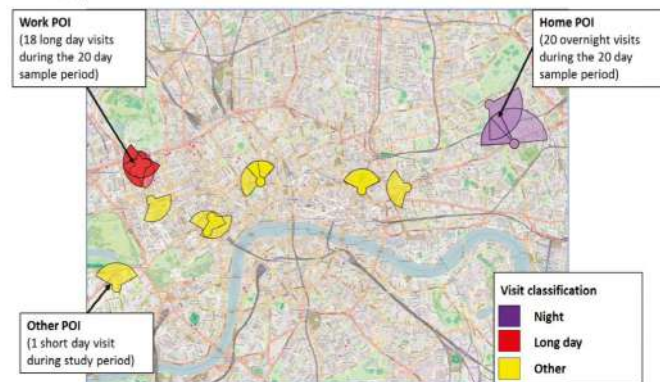 Work POI
(18 long day visits
during the 20 day
sample period)
Home POI
(20 overnight visits
during the 20 day
sample period)
Other POI
(1 short day visit
during study period)
Visit classification
Night
Long day
Other